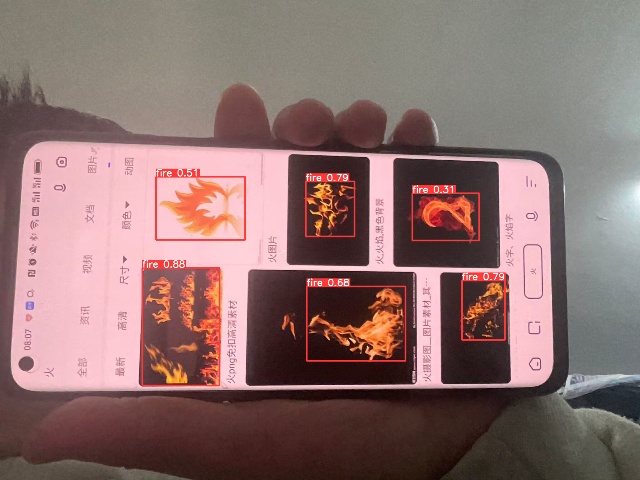 08:07
火
全部 资讯 视频 文档 图片
最新 高清 尺寸 颜色 动图
fire 0.51
fire 0.88
火图片
火png免扣高清素材
fire 0.79
fire 0.68
火,火焰,黑色背景
火摄影图__图片素材_其...
fire 0.31
fire 0.79
火字、火焰字
火